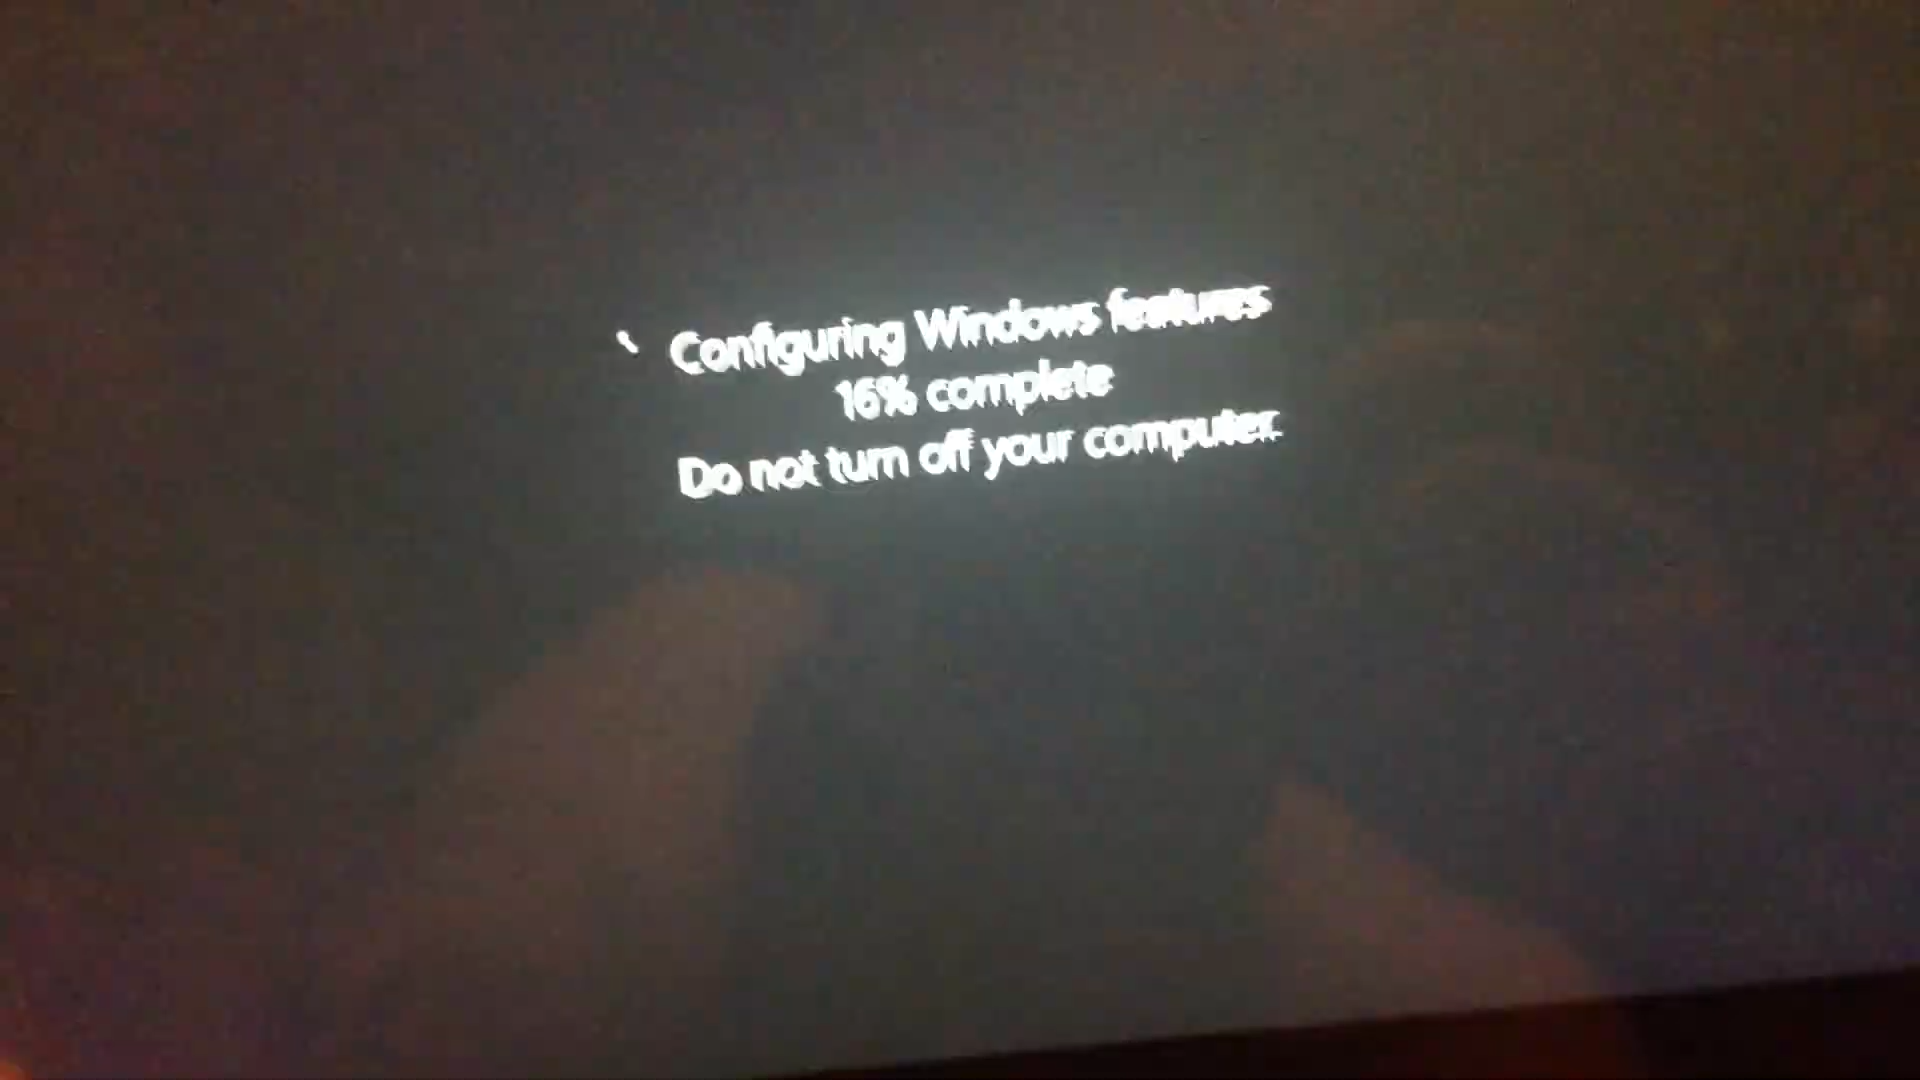 Configuring Windows features
16% complete
Do not turn off your computer.